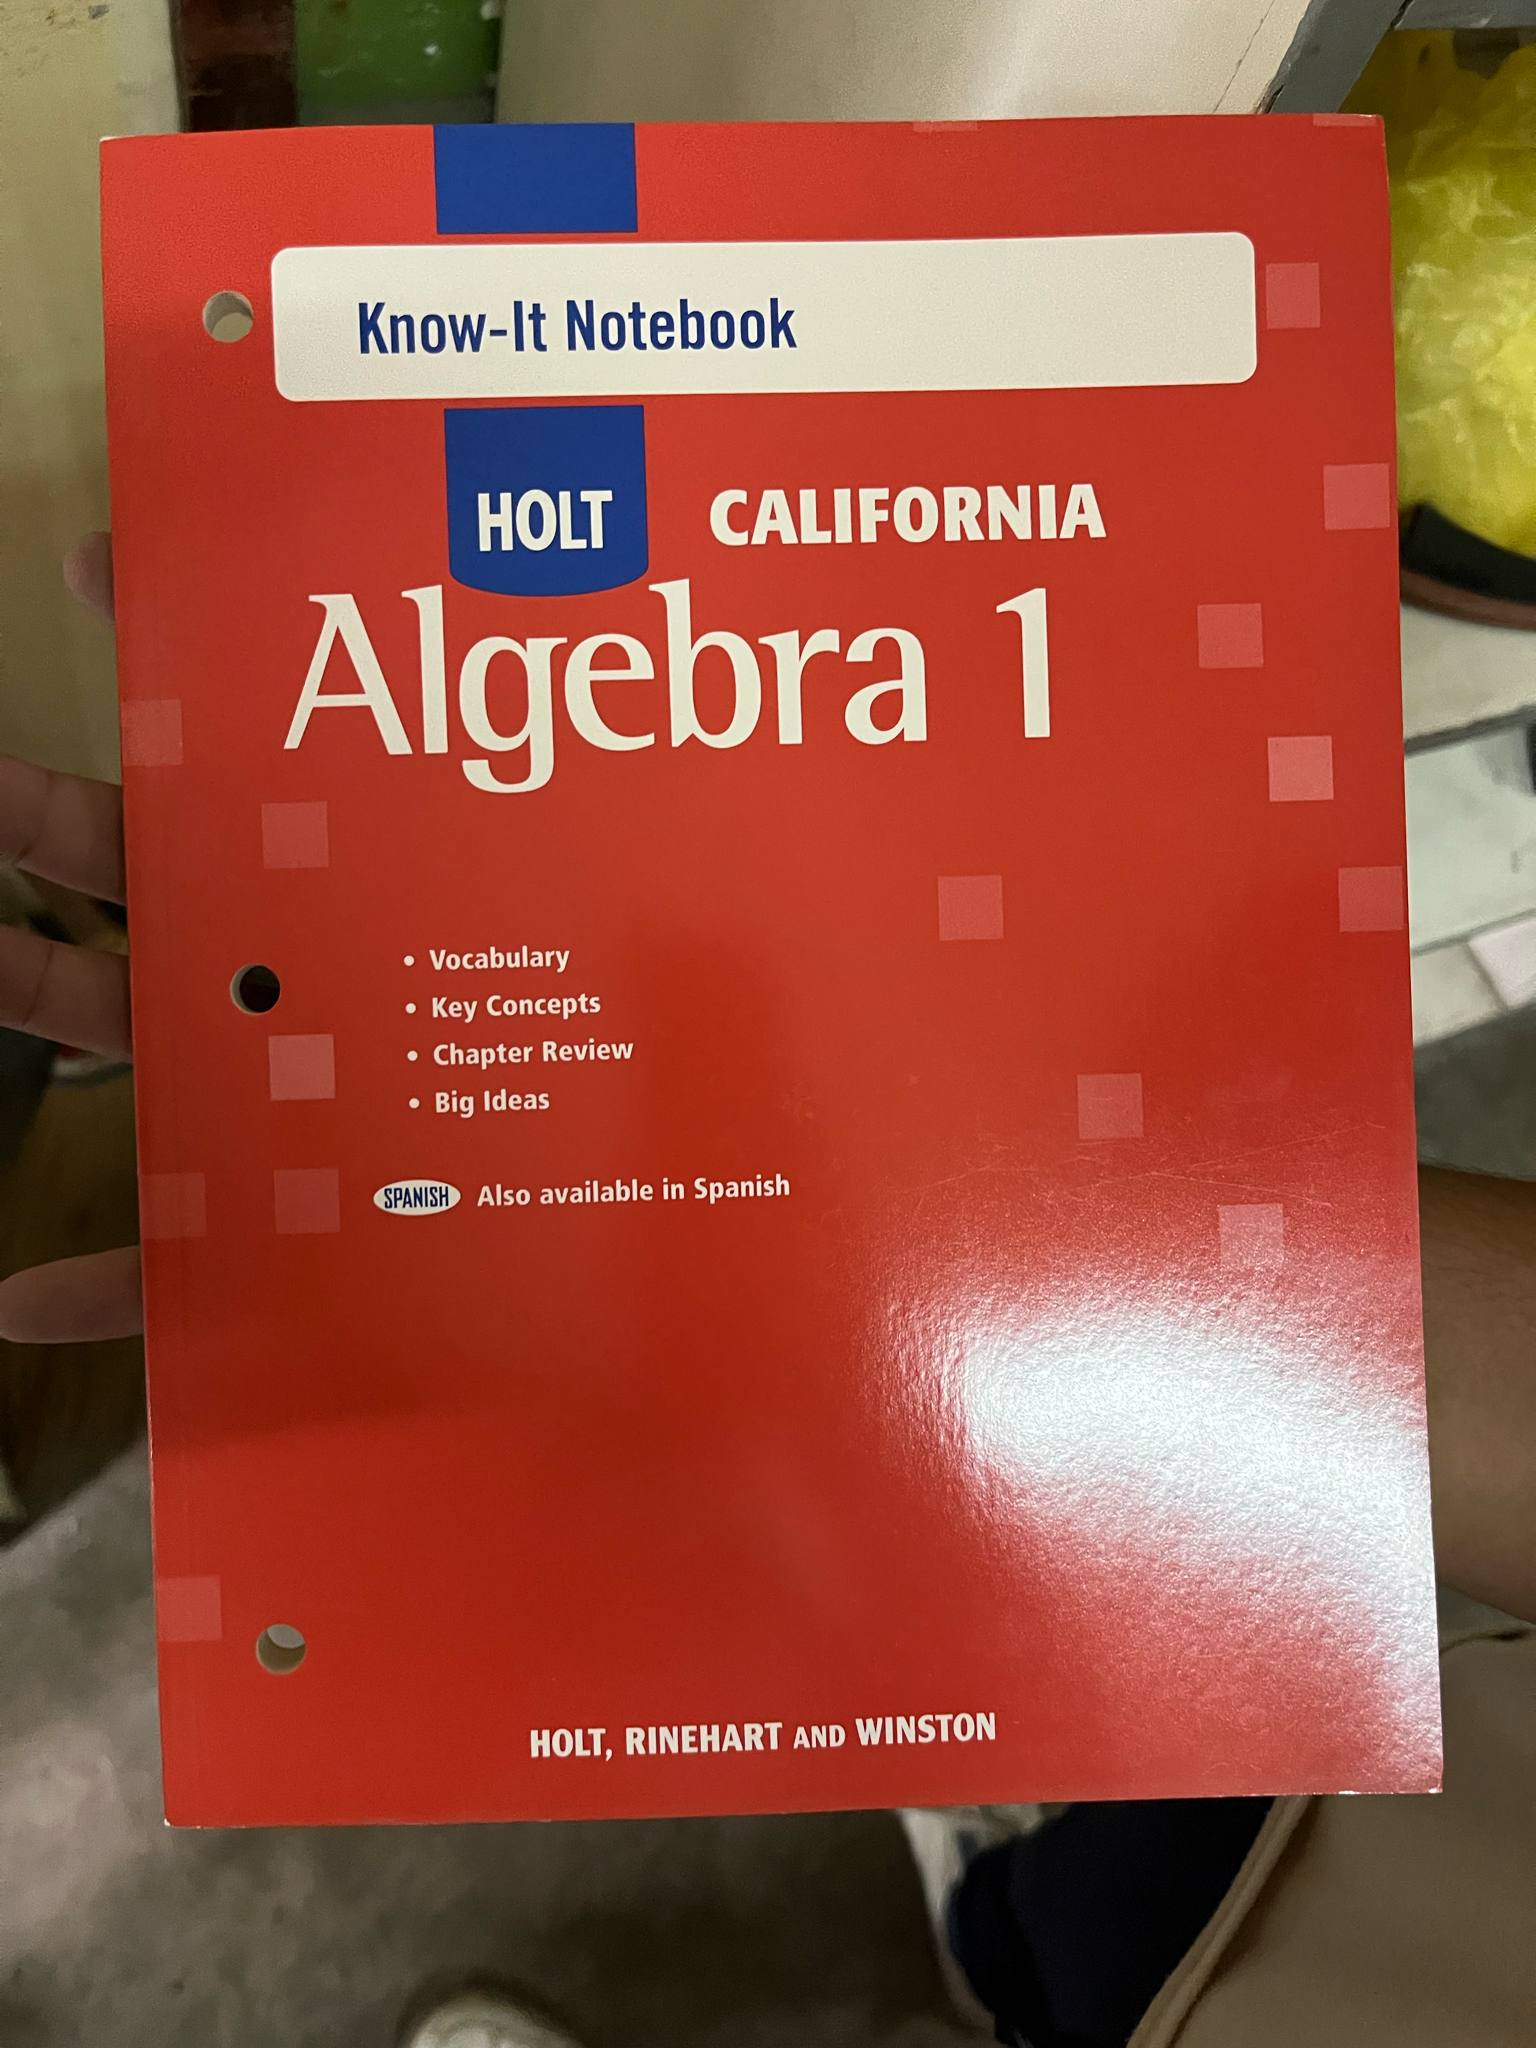 Know-It Notebook
HOLT CALIFORNIA
Algebra 1
• Vocabulary
• Key Concepts
• Chapter Review
• Big Ideas
SPANISH Also available in Spanish
HOLT, RINEHART AND WINSTON